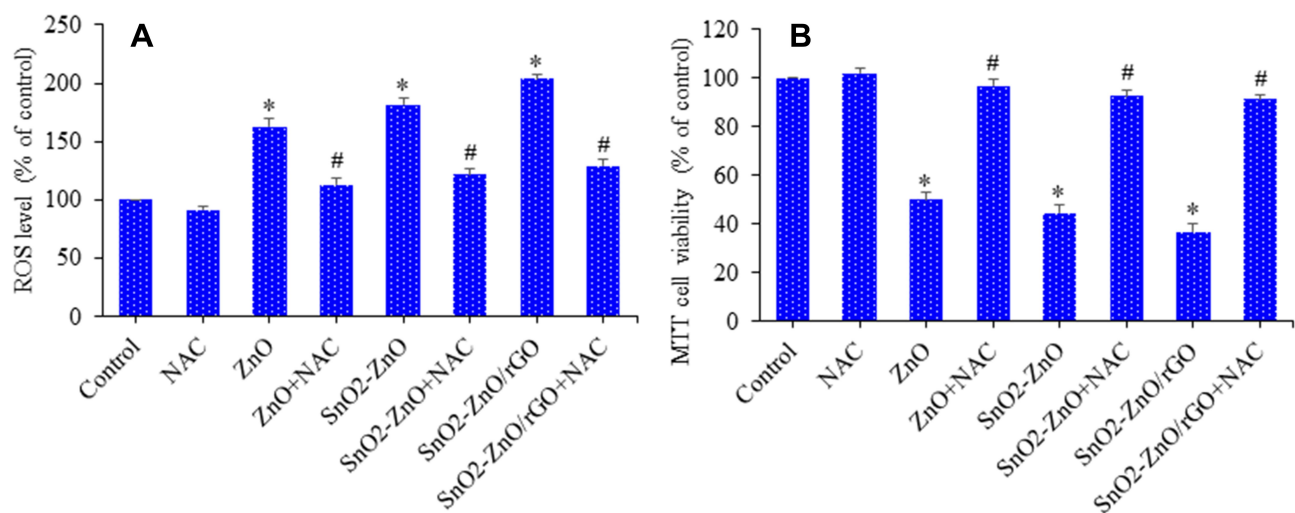 A
ROS level (% of control)
250
200
150
100
50
0
*
#
*
#
*
#
Control
NAC
ZnO
ZnO+NAC
SnO2-ZnO
SnO2-ZnO+NAC
SnO2-ZnO/rGO
SnO2-ZnO/rGO+NAC
B
MTT cell viability (% of control)
120
100
80
60
40
20
0
*
#
*
#
*
#
Control
NAC
ZnO
ZnO+NAC
SnO2-ZnO
SnO2-ZnO+NAC
SnO2-ZnO/rGO
SnO2-ZnO/rGO+NAC